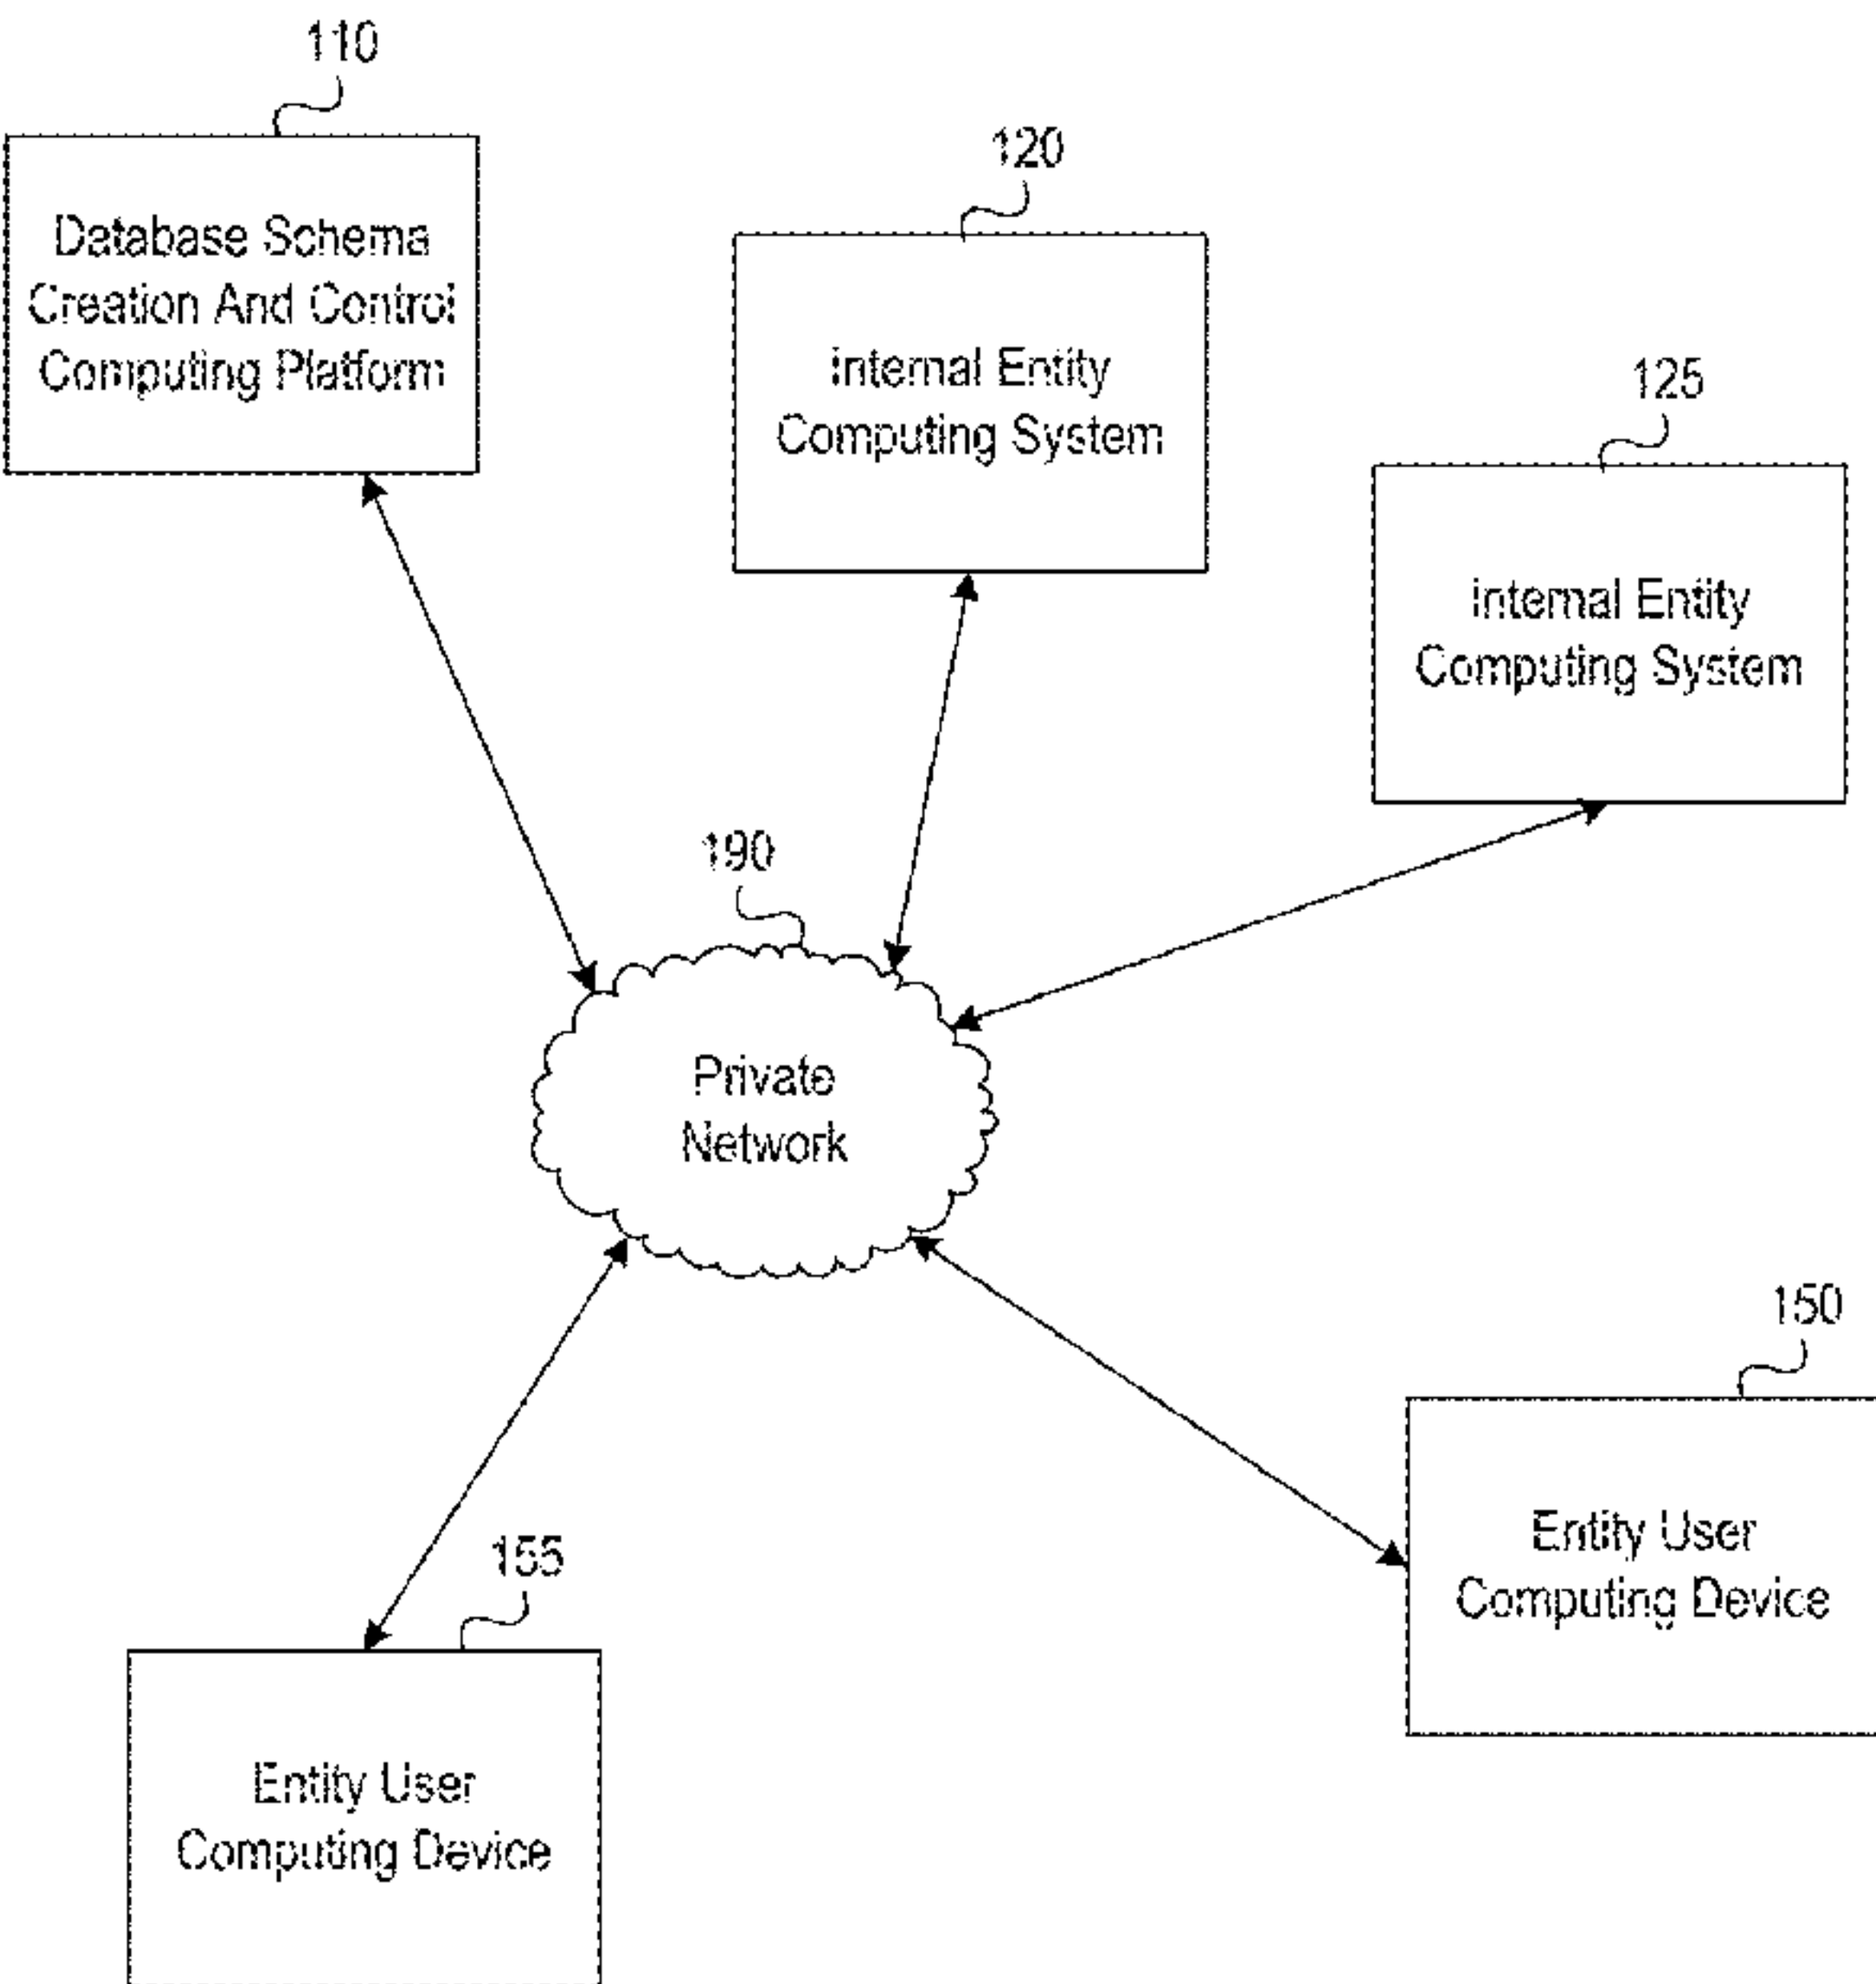 110
Database Schema
Creation And Control
Computing Platform
120
Internal Entity
Computing System
125
Internal Entity
Computing System
190
Private
Network
150
Entity User
Computing Device
155
Entity User
Computing Device